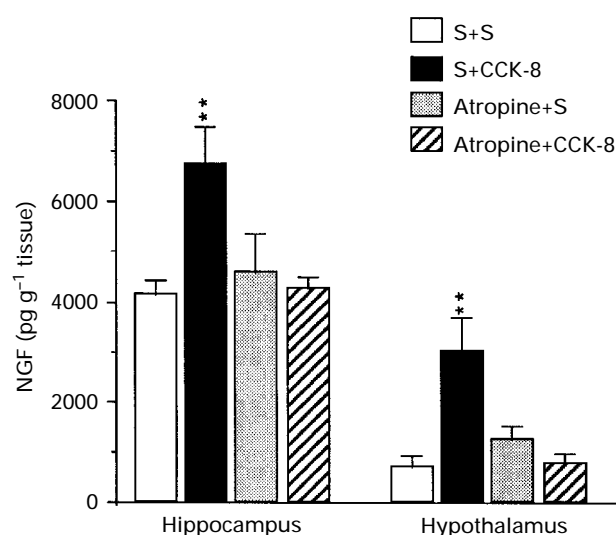 S+S
S+CCK-8
Atropine+S
Atropine+CCK-8
NGF (pg g⁻¹ tissue)
8000
6000
4000
2000
0
**
**
Hippocampus
Hypothalamus